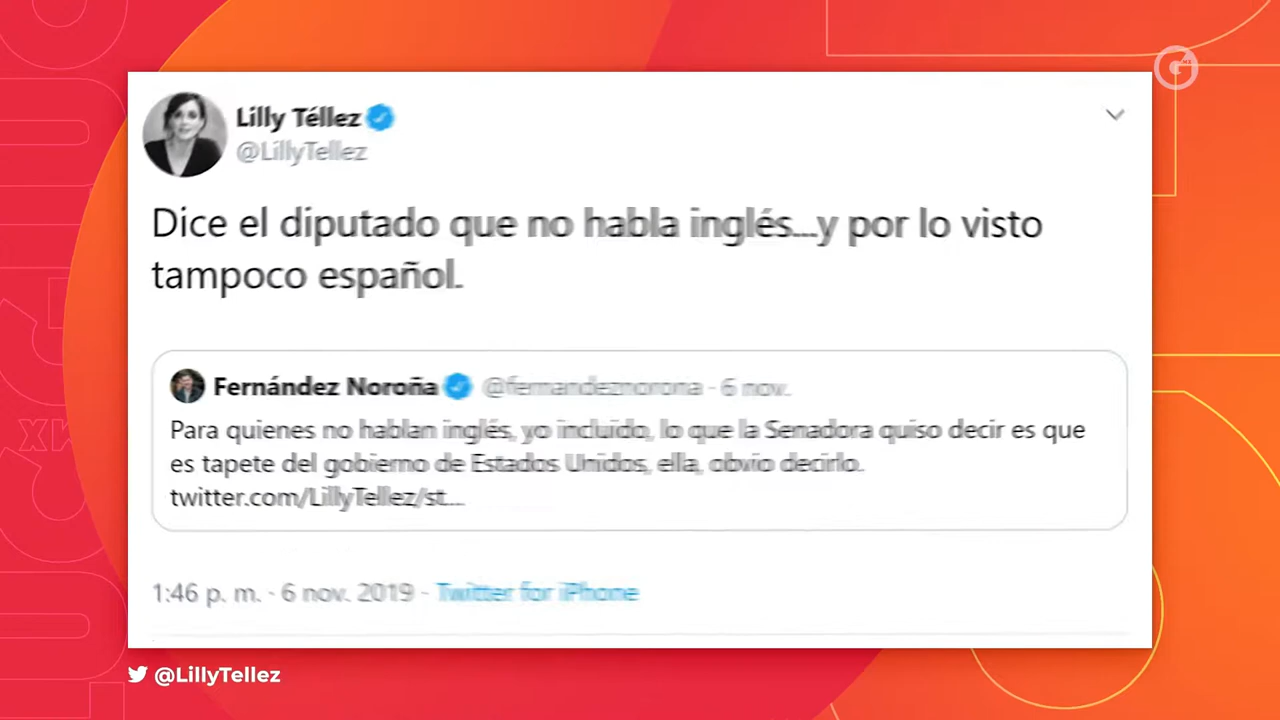 Lilly Téllez
@LillyTellez
Dice el diputado que no habla inglés...y por lo visto
tampoco español.
Fernández Noroña @fernandeznorona · 6 nov.
Para quienes no hablan inglés, yo incluido, lo que la Senadora quiso decir es que
es tapete del gobierno de Estados Unidos, ella, obvio decirlo.
twitter.com/LillyTellez/st...
1:46 p. m. · 6 nov. 2019 · Twitter for iPhone
@LillyTellez